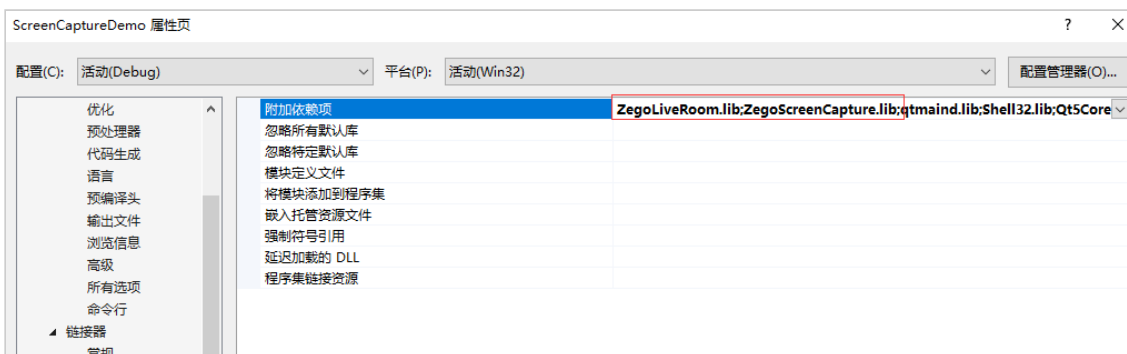 ScreenCaptureDemo 属性页
?
×
配置(C):
活动(Debug)
平台(P):
活动(Win32)
配置管理器(O)...
优化
预处理器
代码生成
语言
预编译头
输出文件
浏览信息
高级
所有选项
命令行
链接器
常规
附加依赖项
ZegoLiveRoom.lib;ZegoScreenCapture.lib;qtmaind.lib;Shell32.lib;Qt5Core
忽略所有默认库
忽略特定默认库
模块定义文件
将模块添加到程序集
嵌入托管资源文件
强制符号引用
延迟加载的 DLL
程序集链接资源